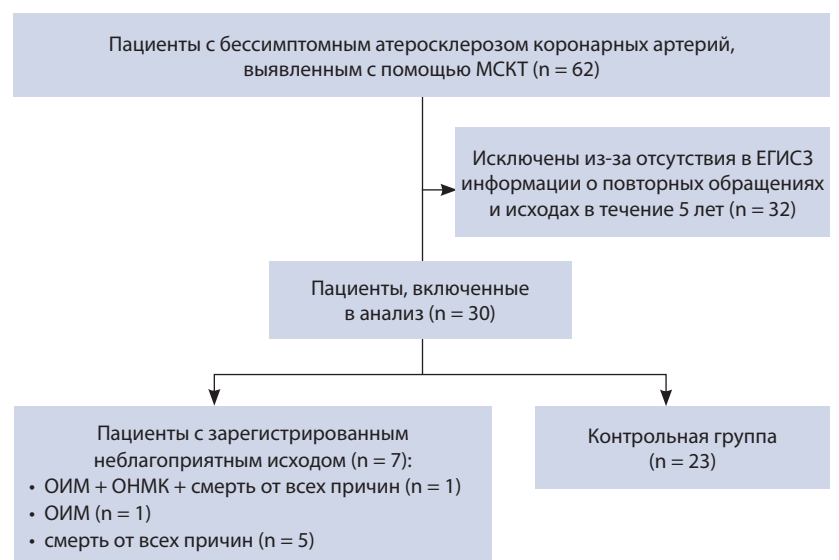 Пациенты с бессимптомным атеросклерозом коронарных артерий,
выявленным с помощью МСКТ (n = 62)
Исключены из-за отсутствия в ЕГИСЗ
информации о повторных обращениях
и исходах в течение 5 лет (n = 32)
Пациенты, включенные
в анализ (n = 30)
Пациенты с зарегистрированным
неблагоприятным исходом (n = 7):
• ОИМ + ОНМК + смерть от всех причин (n = 1)
• ОИМ (n = 1)
• смерть от всех причин (n = 5)
Контрольная группа
(n = 23)